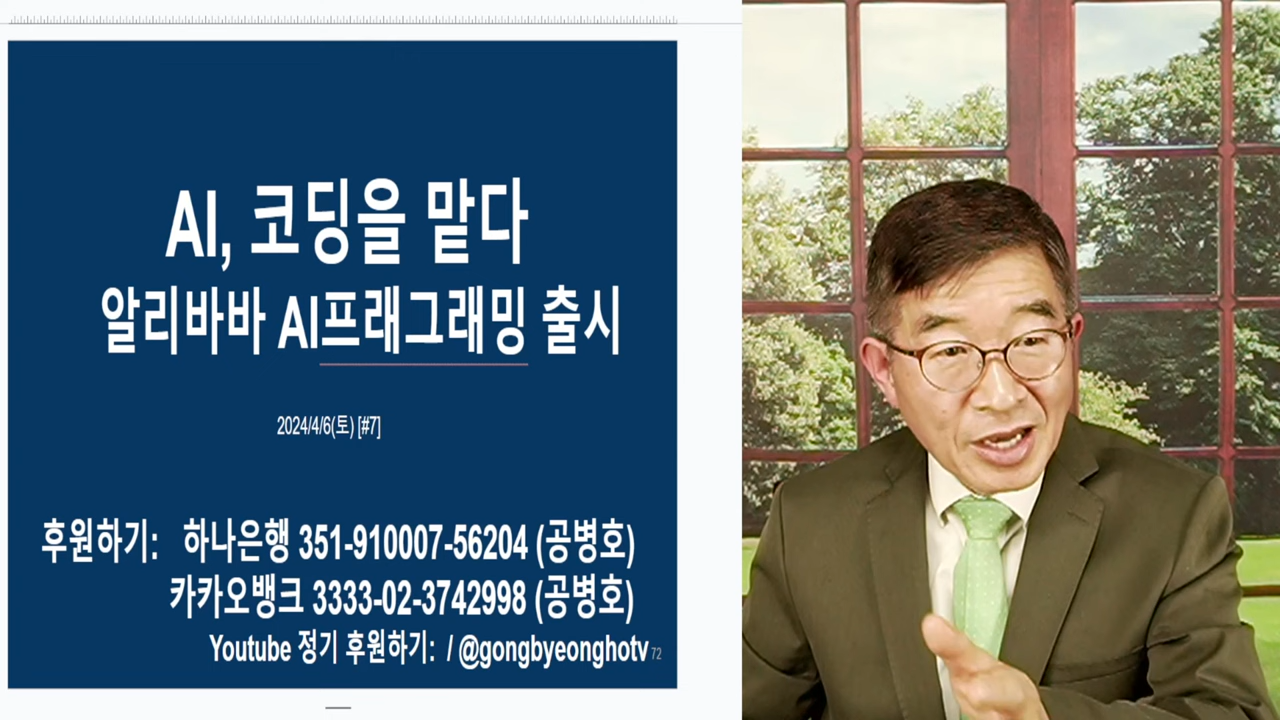 AI, 코딩을 맡다
알리바바 AI프래그래밍 출시
2024/4/6(토) [#7]
후원하기: 하나은행 351-910007-56204 (공병호)
카카오뱅크 3333-02-3742998 (공병호)
Youtube 정기 후원하기: / @gongbyeonghotv
72